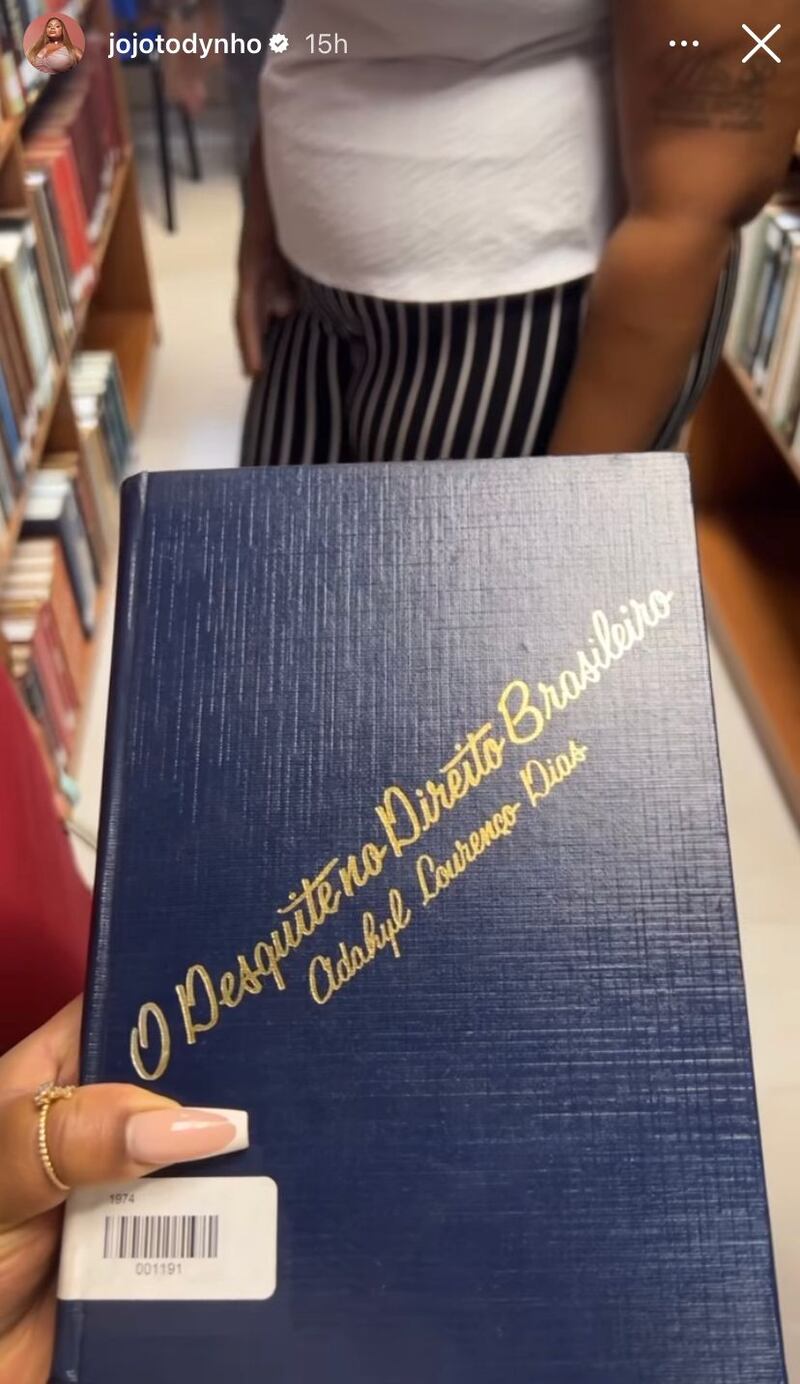 jojotodynho 15h
O Desquite no Direito Brasileiro
Adahyl Lourenço Dias
1974
001191